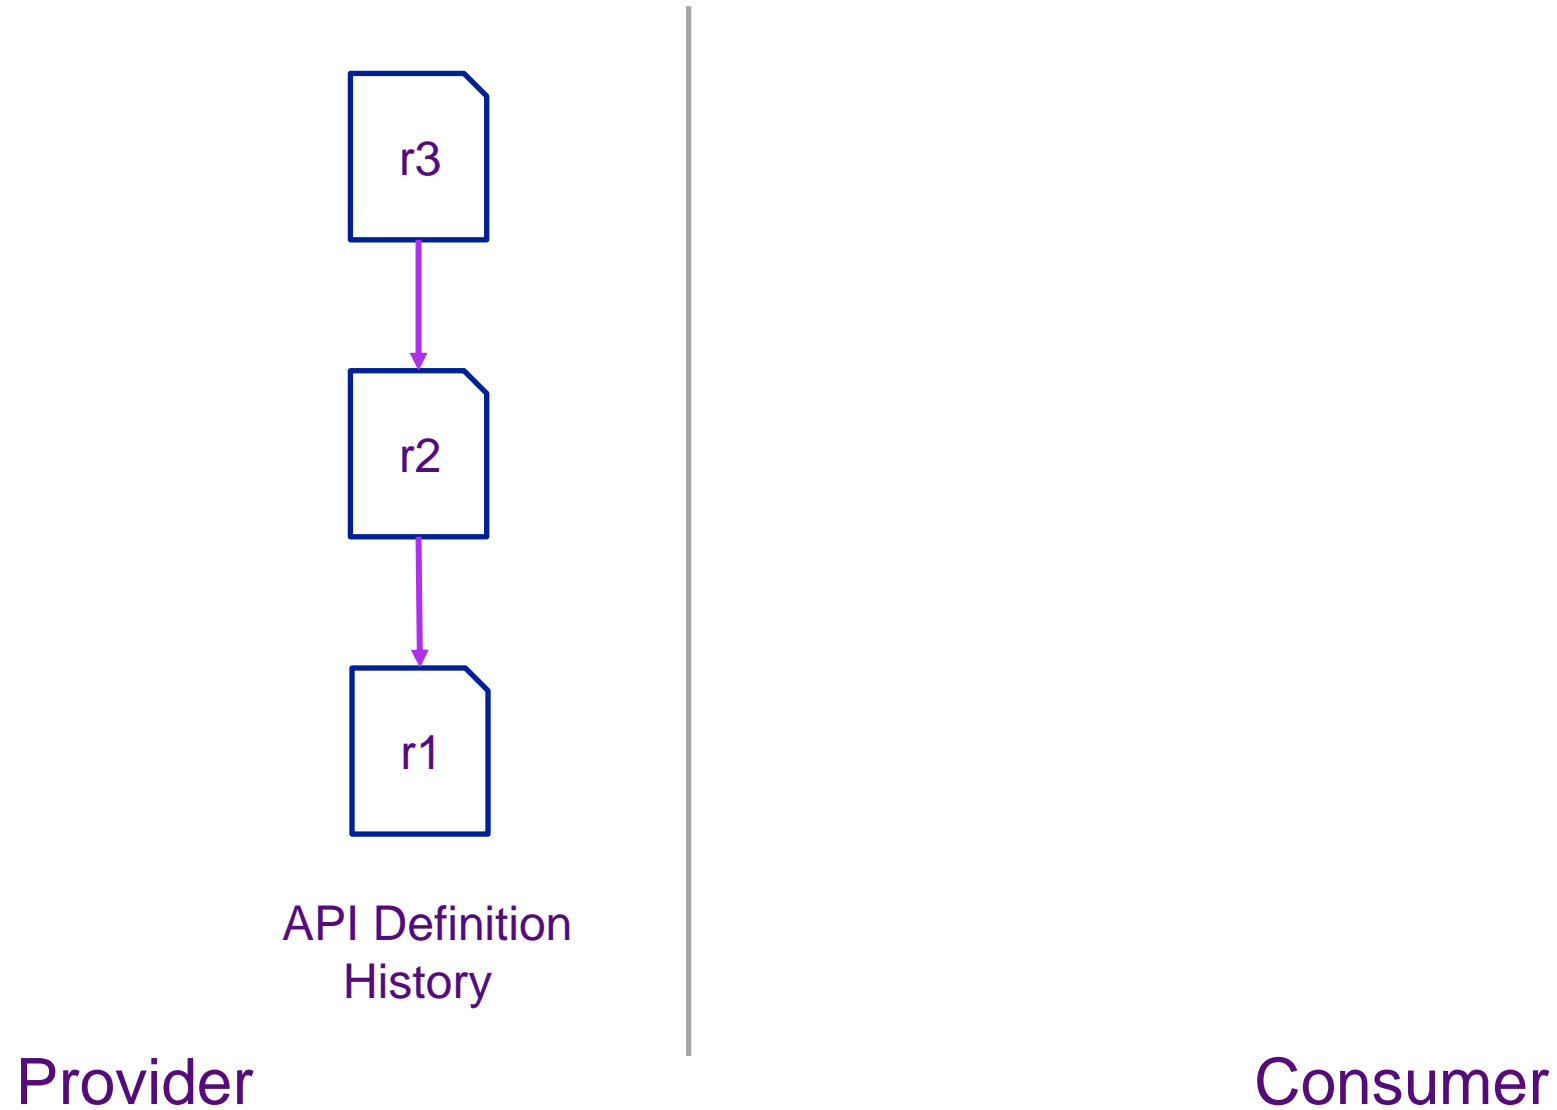 r3
r2
r1
API Definition
History
Provider
Consumer